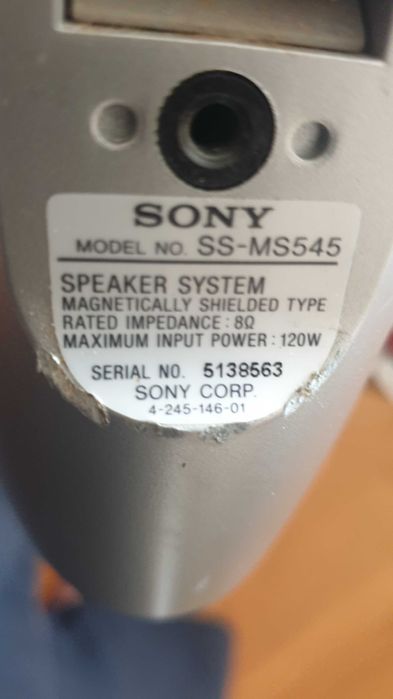 SONY
MODEL NO. SS-MS545
SPEAKER SYSTEM
MAGNETICALLY SHIELDED TYPE
RATED IMPEDANCE : 8Ω
MAXIMUM INPUT POWER : 120W
SERIAL NO. 5138563
SONY CORP.
4-245-146-01